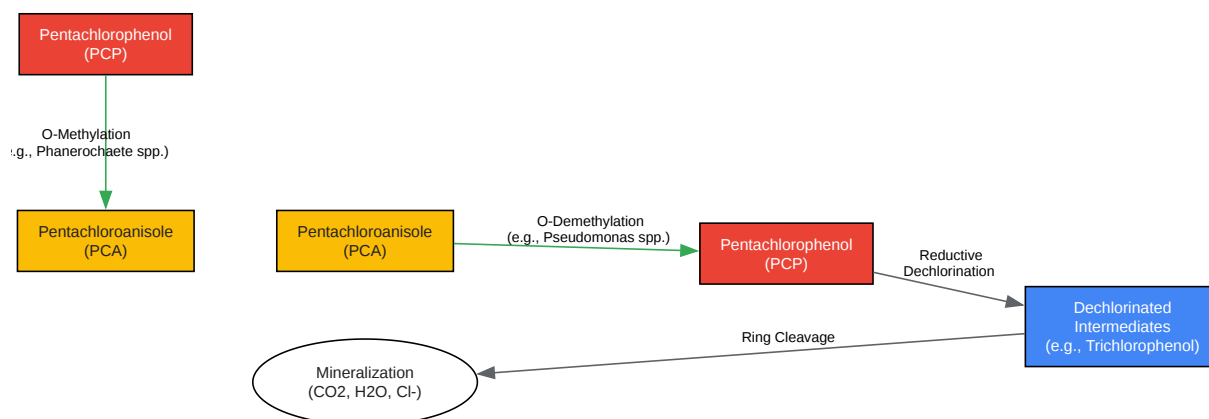 Pentachlorophenol
(PCP)
O-Methylation
.g., Phanerochaete spp.)
Pentachloroanisole
(PCA)
Pentachloroanisole
(PCA)
O-Demethylation
(e.g., Pseudomonas spp.)
Pentachlorophenol
(PCP)
Reductive
Dechlorination
Dechlorinated
Intermediates
(e.g., Trichlorophenol)
Ring Cleavage
Mineralization
(CO2, H2O, Cl-)